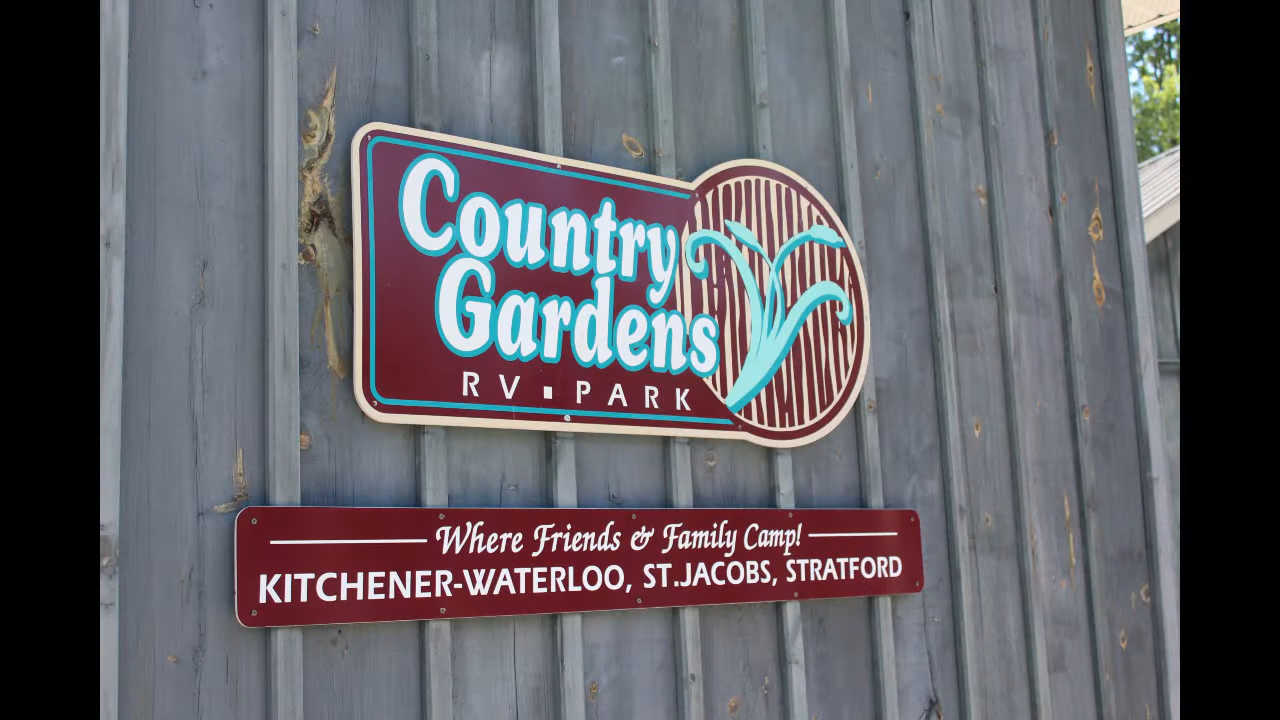 Country
Gardens
RV ▪ PARK
Where Friends & Family Camp!
KITCHENER-WATERLOO, ST.JACOBS, STRATFORD